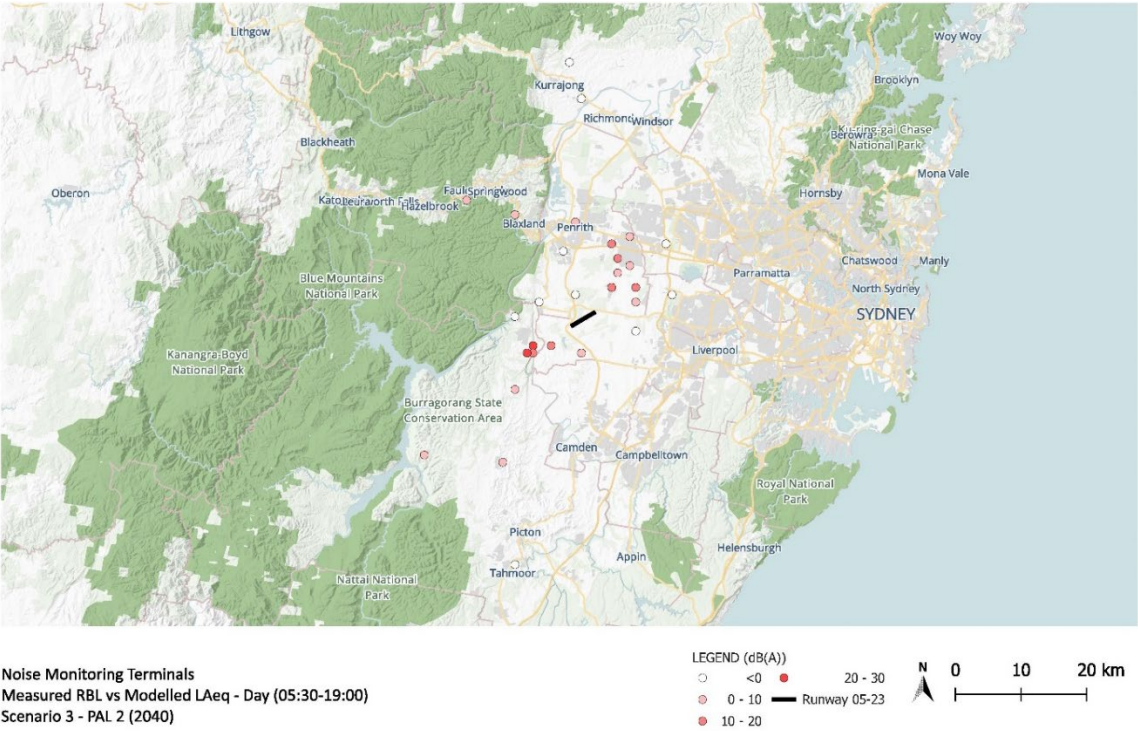 Woy Woy
Lithgow
Brooklyn
Kurrajong
Richmond Windsor
Ku-ring-gai Chase
Berowra
National Park
Blackheath
Mona Vale
Oberon
Springwood
Hornsby
Hazelbrook
Blaxland
Penrith
Chatswood
Manly
Parramatta
Blue Mountains
National Park
North Sydney
SYDNEY
Liverpool
Kanangra-Boyd
National Park
Burragorang State
Conservation Area
Camden
Campbelltown
Royal National
Park
Picton
Helensburgh
Appin
Tahmoor
Nattai National
Park
LEGEND (dB(A))
<0
20 - 30
0 - 10
Runway 05-23
10 - 20
N
0
10
20 km
Noise Monitoring Terminals
Measured RBL vs Modelled LAeq - Day (05:30-19:00)
Scenario 3 - PAL 2 (2040)